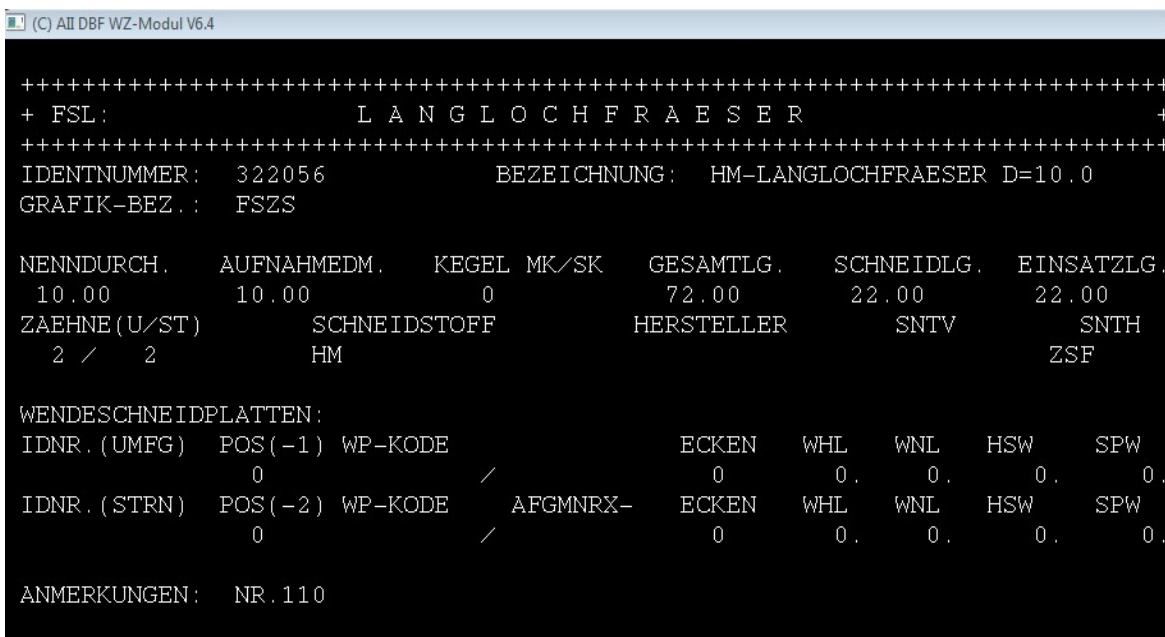 (C) AII DBF WZ-Modul V6.4
+++++++++++++++++++++++++++++++++++++++++++++++++++++++++++++++++++++++++++
+ FSL: L A N G L O C H F R A E S E R +
+++++++++++++++++++++++++++++++++++++++++++++++++++++++++++++++++++++++++++
IDENTNUMMER: 322056 BEZEICHNUNG: HM-LANGLOCHFRAESER D=10.0
GRAFIK-BEZ.: FSZS
NENNDURCH. AUFNAHMEDM. KEGEL MK/SK GESAMTLG. SCHNEIDLG. EINSATZLG.
10.00 10.00 0 72.00 22.00 22.00
ZAEHNE(U/ST) SCHNEIDSTOFF HERSTELLER SNTV SNTH
2 / 2 HM ZSF
WENDESCHNEIDPLATTEN:
IDNR.(UMFG) POS(-1) WP-KODE ECKEN WHL WNL HSW SPW
0 / 0 0. 0. 0. 0.
IDNR.(STRN) POS(-2) WP-KODE AFGMNRX- ECKEN WHL WNL HSW SPW
0 / 0 0. 0. 0. 0.
ANMERKUNGEN: NR.110